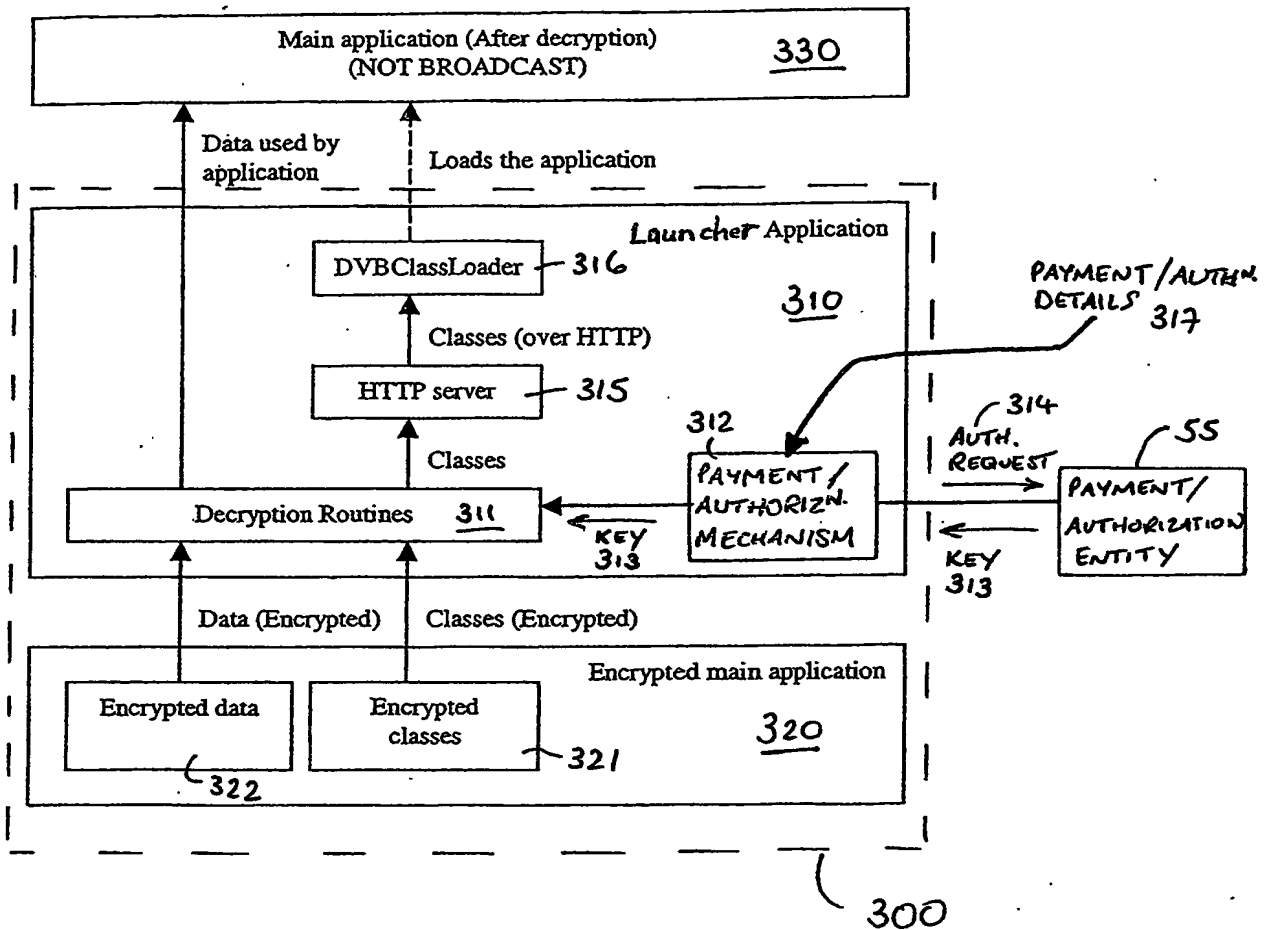 Main application (After decryption)
(NOT BROADCAST)
330
Data used by
application
Loads the application
Launcher Application
310
DVBClassLoader
316
Classes (over HTTP)
HTTP server
315
Classes
Decryption Routines 311
PAYMENT/AUTHN.
DETAILS
317
312
PAYMENT/
AUTHORIZN.
MECHANISM
KEY
313
314
AUTH.
REQUEST
KEY
313
55
PAYMENT/
AUTHORIZATION
ENTITY
Data (Encrypted)
Classes (Encrypted)
Encrypted main application
320
Encrypted data
322
Encrypted
classes
321
300